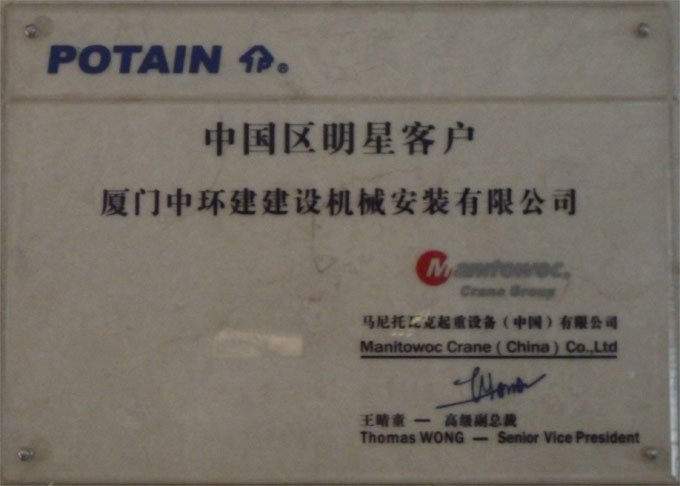 POTAIN ®
中国区明星客户
厦门中环建建设机械安装有限公司
Manitowoc.
Crane Group
马尼托瓦克起重设备（中国）有限公司
Manitowoc Crane ( China ) Co.,Ltd
王晴童 — 高级副总裁
Thomas WONG — Senior Vice President